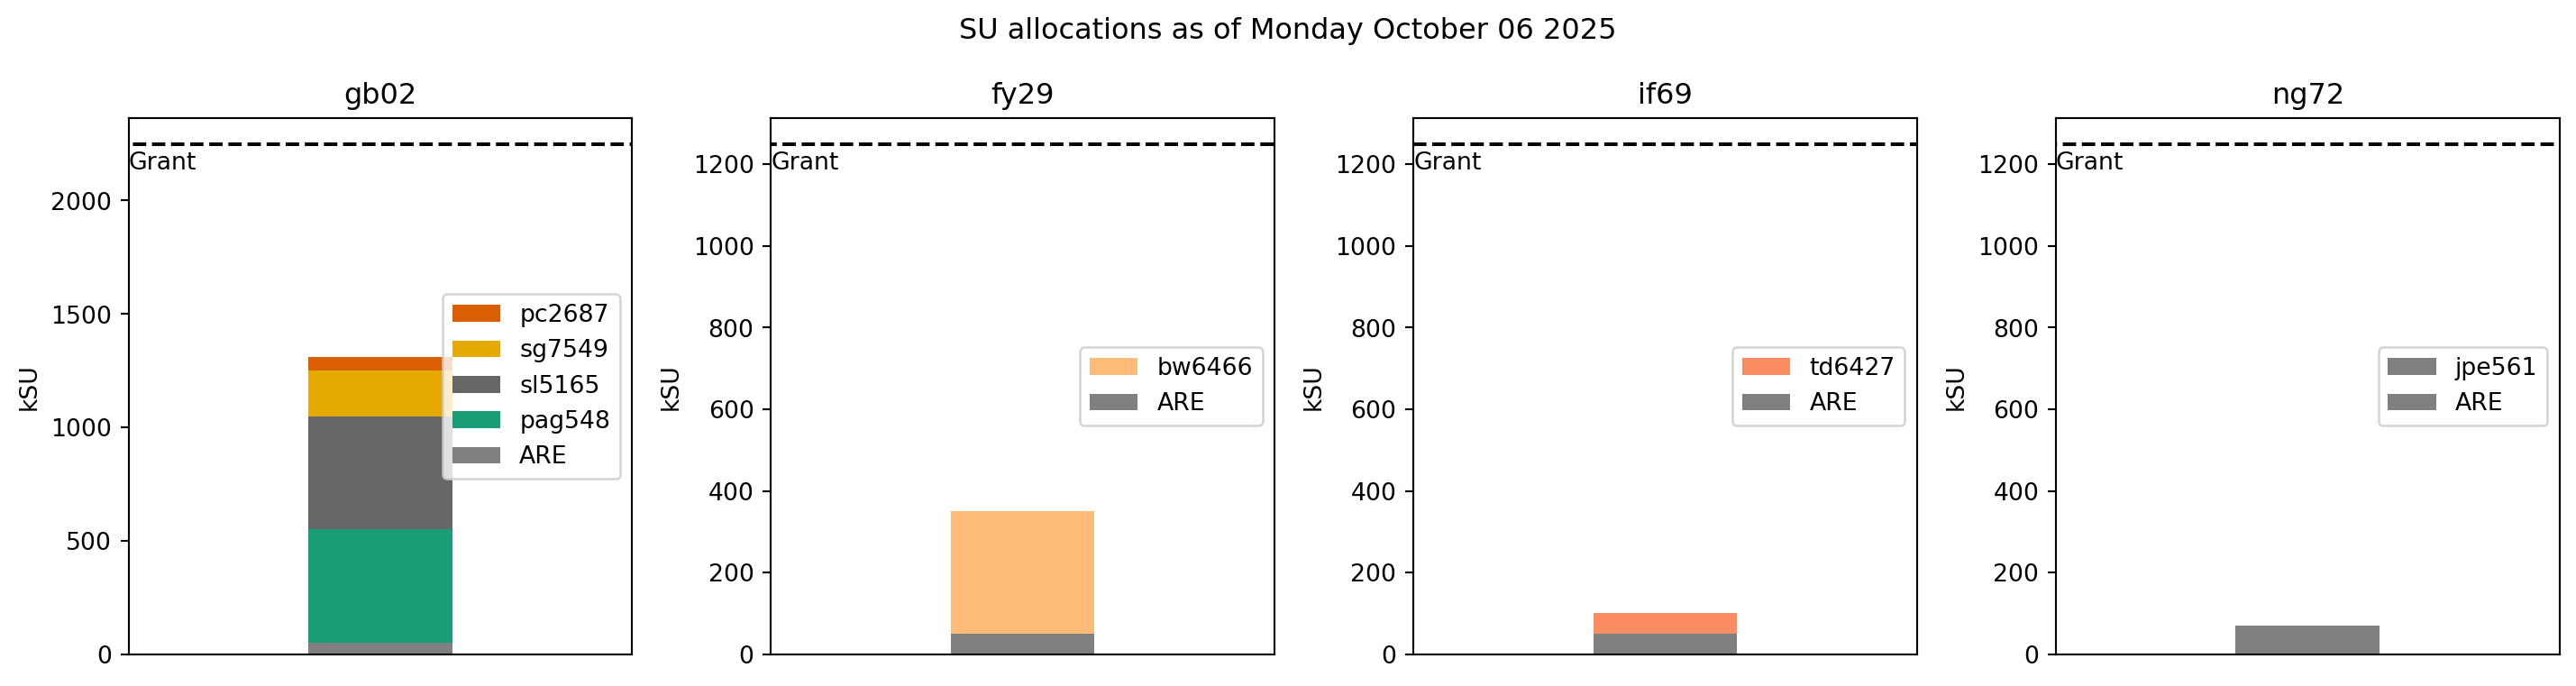 SU allocations as of Monday October 06 2025
gb02
kSU
2000
1500
1000
500
0
Grant
pc2687
sg7549
sl5165
pag548
ARE
fy29
kSU
1200
1000
800
600
400
200
0
Grant
bw6466
ARE
if69
kSU
1200
1000
800
600
400
200
0
Grant
td6427
ARE
ng72
kSU
1200
1000
800
600
400
200
0
Grant
jpe561
ARE